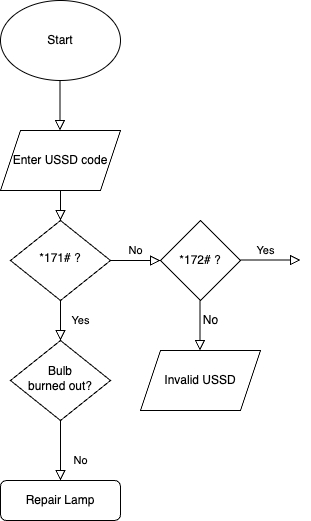 Start
Enter USSD code
*171# ?
No
*172# ?
Yes
Yes
No
Bulb
burned out?
Invalid USSD
No
Repair Lamp